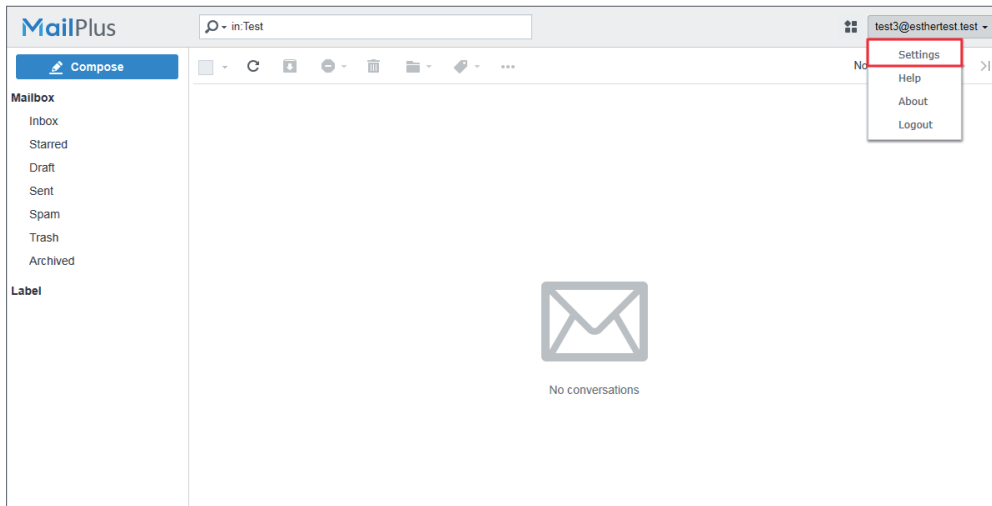 MailPlus
in:Test
test3@esthertest.test
Compose
No
Settings
Help
About
Logout
Mailbox
Inbox
Starred
Draft
Sent
Spam
Trash
Archived
Label
No conversations